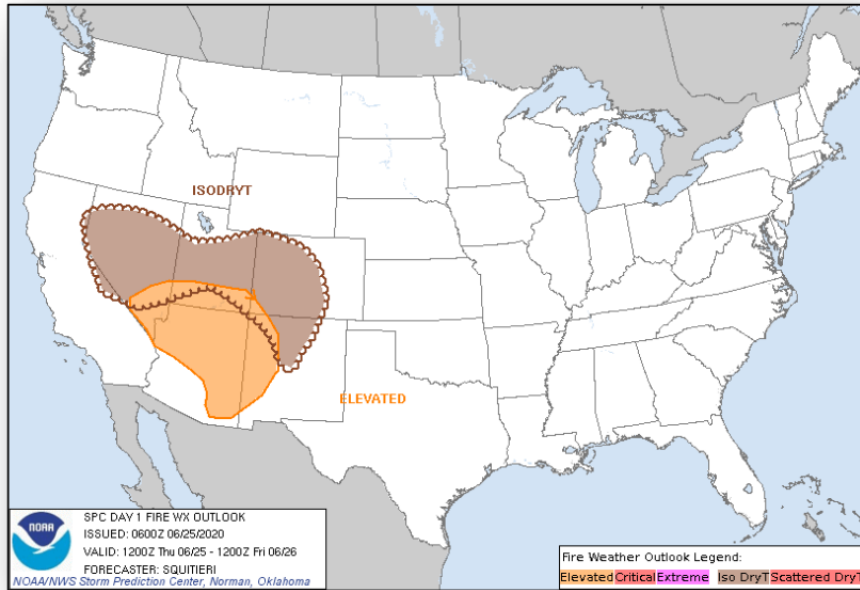 ISODRYT
ELEVATED
NOAA
SPC DAY 1 FIRE WX OUTLOOK
ISSUED: 0600Z 06/25/2020
VALID: 1200Z Thu 06/25 - 1200Z Fri 06/26
FORECASTER: SQUITIERI
NOAA/NWS Storm Prediction Center, Norman, Oklahoma
Fire Weather Outlook Legend:
Elevated Critical Extreme Iso DryT Scattered DryT